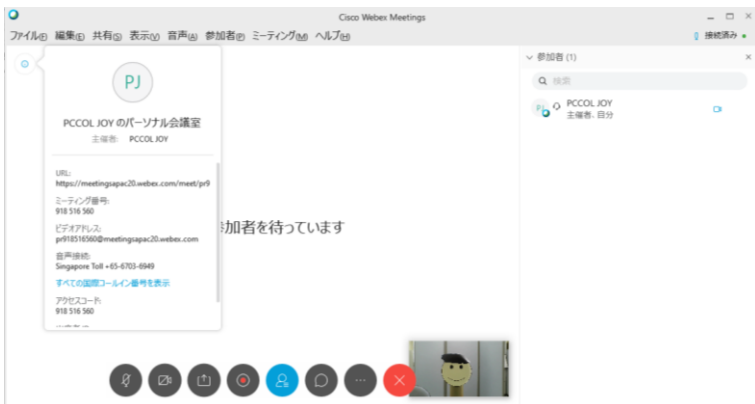 Cisco Webex Meetings
ファイル(F) 編集(E) 共有(S) 表示(V) 音声(A) 参加者(P) ミーティング(M) ヘルプ(H)
接続済み
PJ
PCCOL JOY のパーソナル会議室
主催者: PCCOL JOY
URL:
https://meetingsapac20.webex.com/meet/pr9
ミーティング番号:
918 516 560
ビデオアドレス:
pr918516560@meetingsapac20.webex.com
音声接続:
Singapore Toll +65-6703-6949
すべての国際コールイン番号を表示
アクセスコード:
918 516 560
加者を待っています
参加者 (1)
検索
PCCOL JOY
主催者、自分